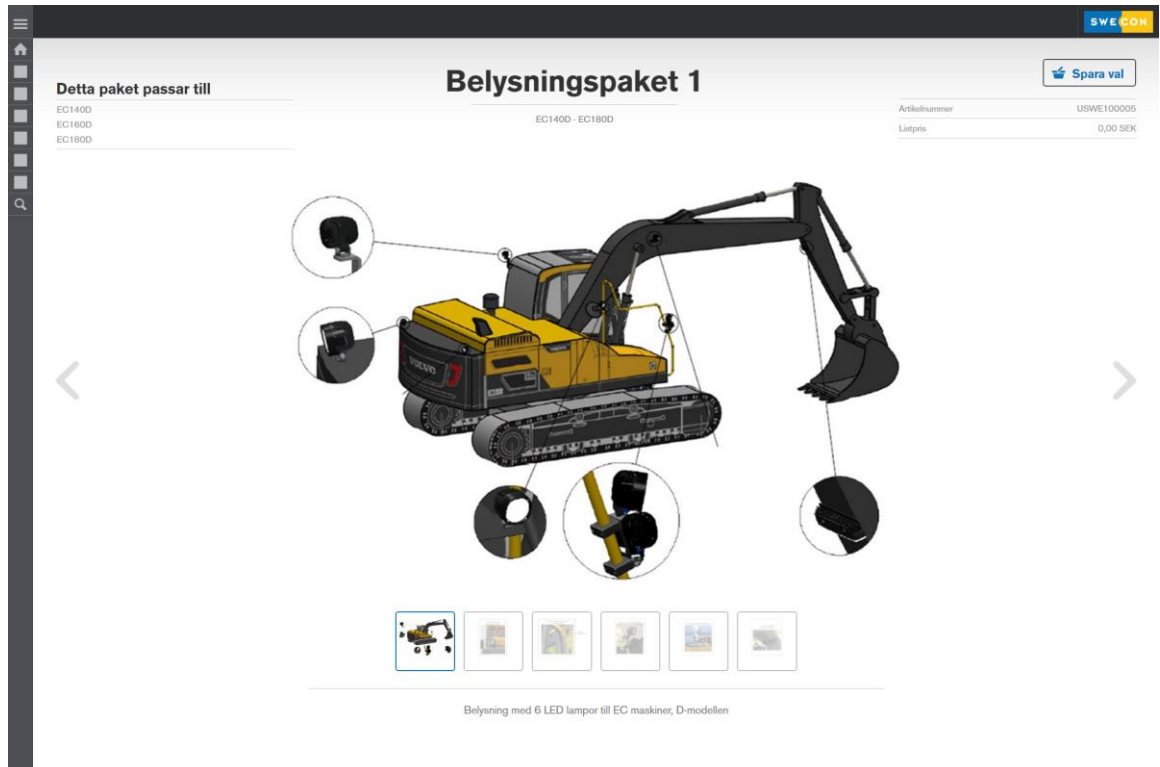 SWECON
Detta paket passar till
EC140D
EC160D
EC180D
Belysningspaket 1
EC140D - EC180D
Spara val
Artikelnummer USWE100005
Listpris 0,00 SEK
VOLVO
Belysning med 6 LED lampor till EC maskiner, D-modellen